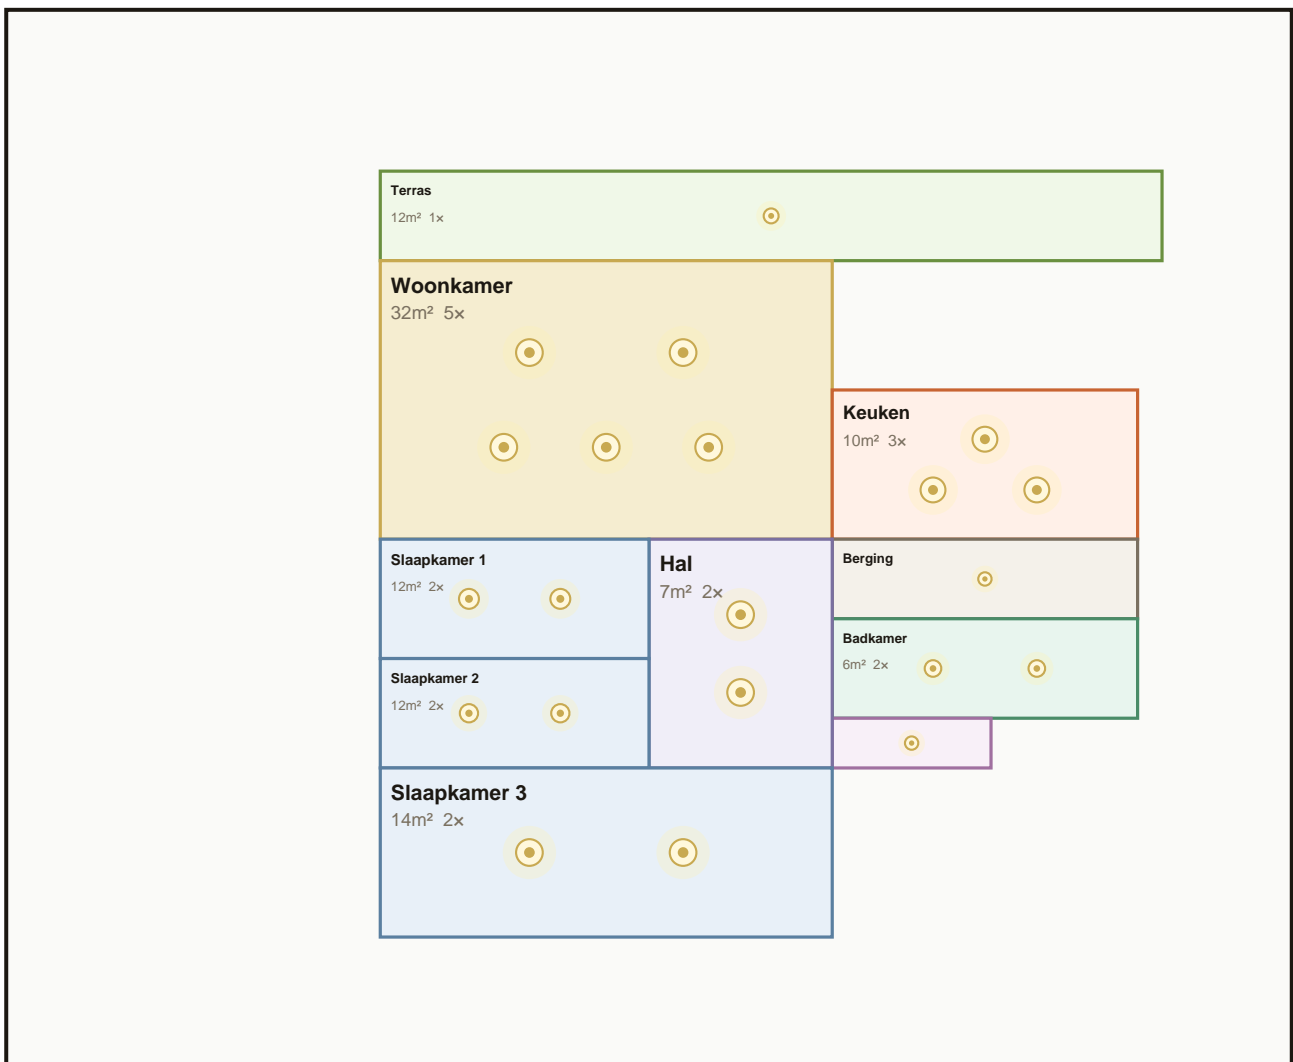 Terras
12m² 1×
Woonkamer
32m² 5×
Keuken
10m² 3×
Slaapkamer 1
12m² 2×
Hal
7m² 2×
Berging
Badkamer
6m² 2×
Slaapkamer 2
12m² 2×
Slaapkamer 3
14m² 2×